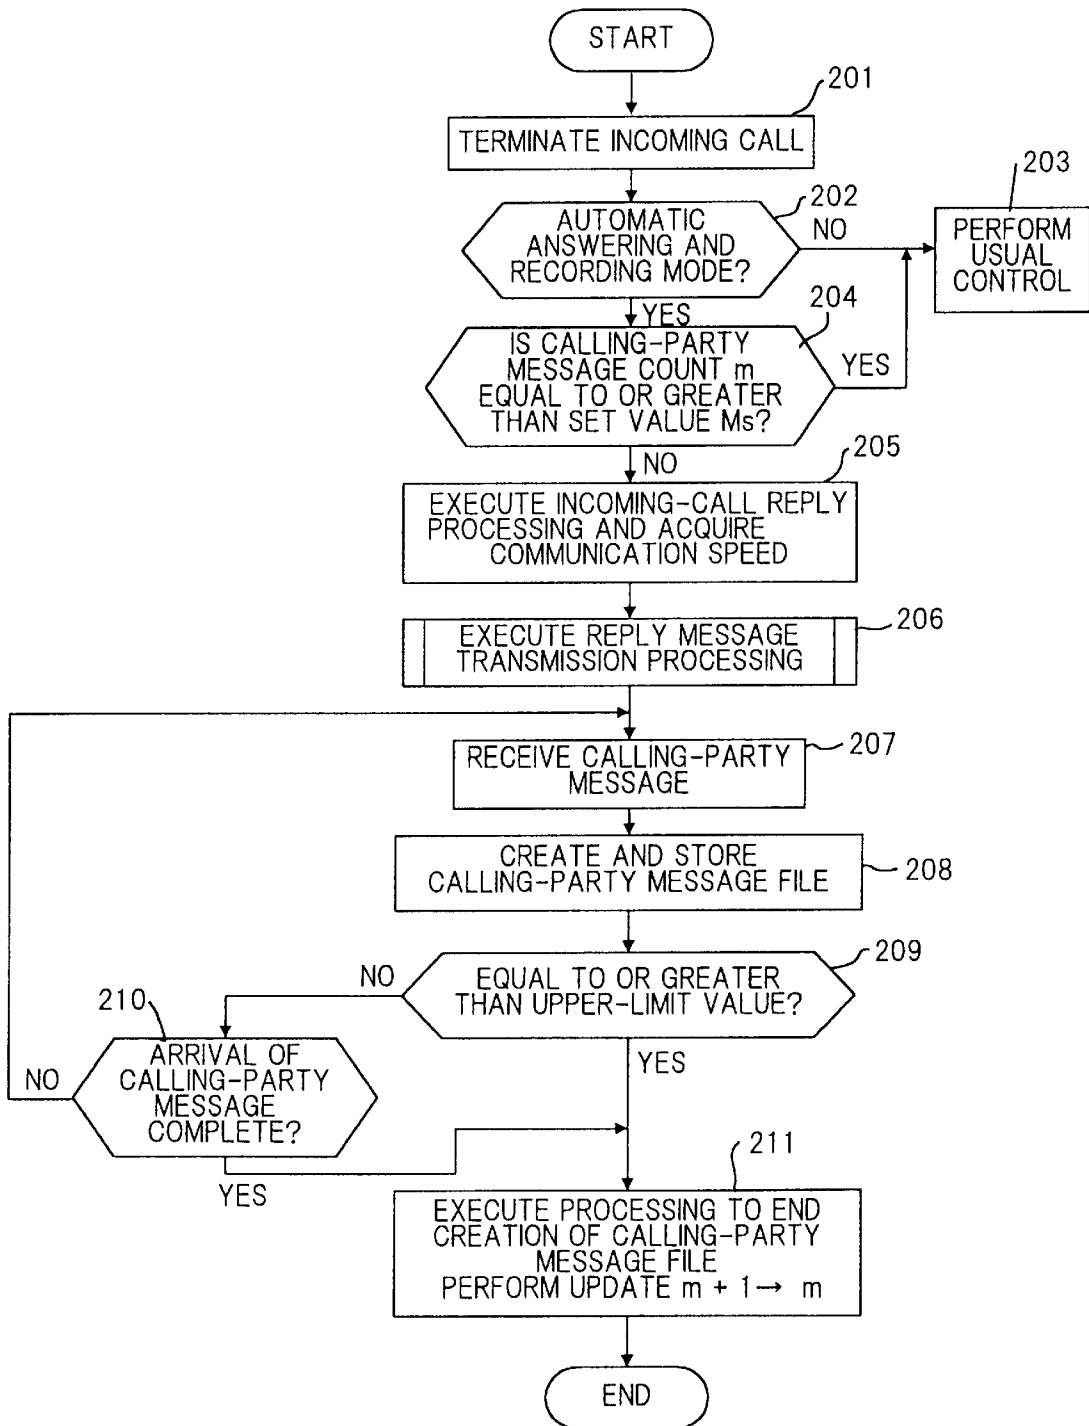 START
201
TERMINATE INCOMING CALL
202
AUTOMATIC
ANSWERING AND
RECORDING MODE?
NO
203
PERFORM
USUAL
CONTROL
YES
204
IS CALLING-PARTY
MESSAGE COUNT m
EQUAL TO OR GREATER
THAN SET VALUE Ms?
YES
NO
205
EXECUTE INCOMING-CALL REPLY
PROCESSING AND ACQUIRE
COMMUNICATION SPEED
206
EXECUTE REPLY MESSAGE
TRANSMISSION PROCESSING
207
RECEIVE CALLING-PARTY
MESSAGE
208
CREATE AND STORE
CALLING-PARTY MESSAGE FILE
209
EQUAL TO OR GREATER
THAN UPPER-LIMIT VALUE?
NO
YES
210
ARRIVAL OF
CALLING-PARTY
MESSAGE
COMPLETE?
NO
YES
211
EXECUTE PROCESSING TO END
CREATION OF CALLING-PARTY
MESSAGE FILE
PERFORM UPDATE m + 1→ m
END